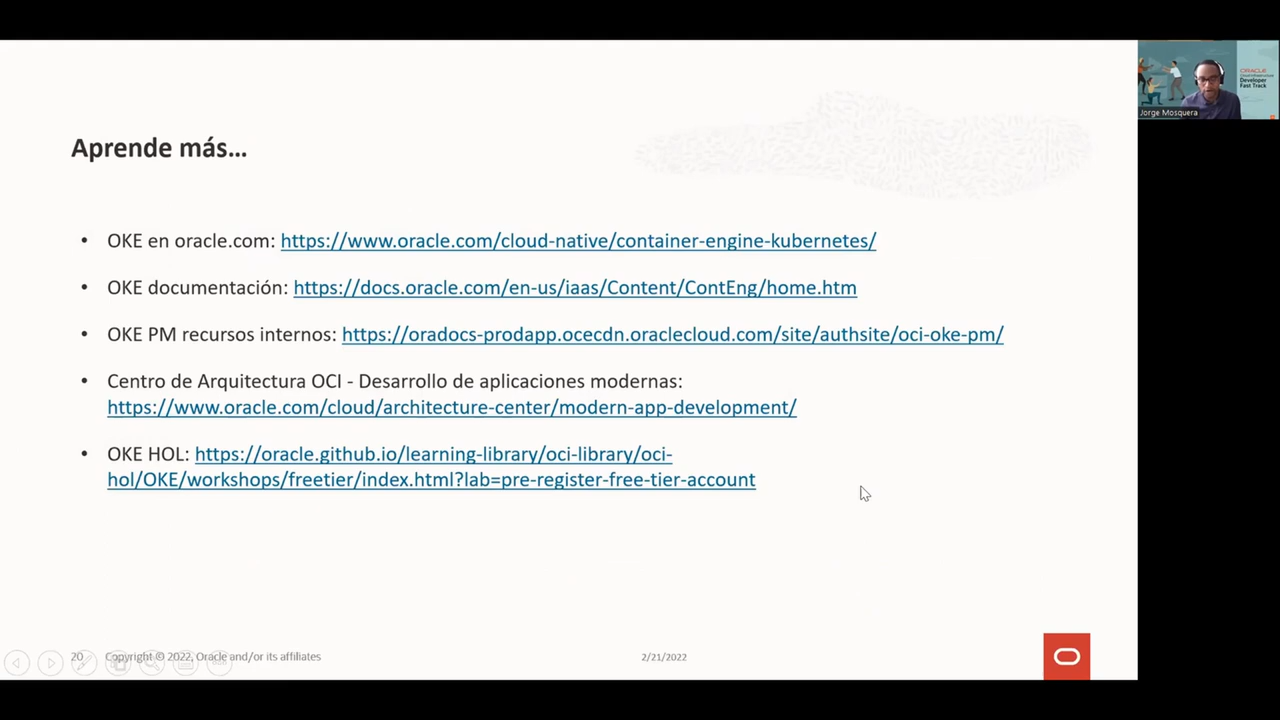 Aprende más...
• OKE en oracle.com: https://www.oracle.com/cloud-native/container-engine-kubernetes/
• OKE documentación: https://docs.oracle.com/en-us/iaas/Content/ContEng/home.htm
• OKE PM recursos internos: https://oradocs-prodapp.ocecdn.oraclecloud.com/site/authsite/oci-oke-pm/
• Centro de Arquitectura OCI - Desarrollo de aplicaciones modernas:
https://www.oracle.com/cloud/architecture-center/modern-app-development/
• OKE HOL: https://oracle.github.io/learning-library/oci-library/oci-
hol/OKE/workshops/freetier/index.html?lab=pre-register-free-tier-account
20 Copyright © 2022, Oracle and/or its affiliates
2/21/2022
ORACLE
Developer
Fast Track
Jorge Mosquera